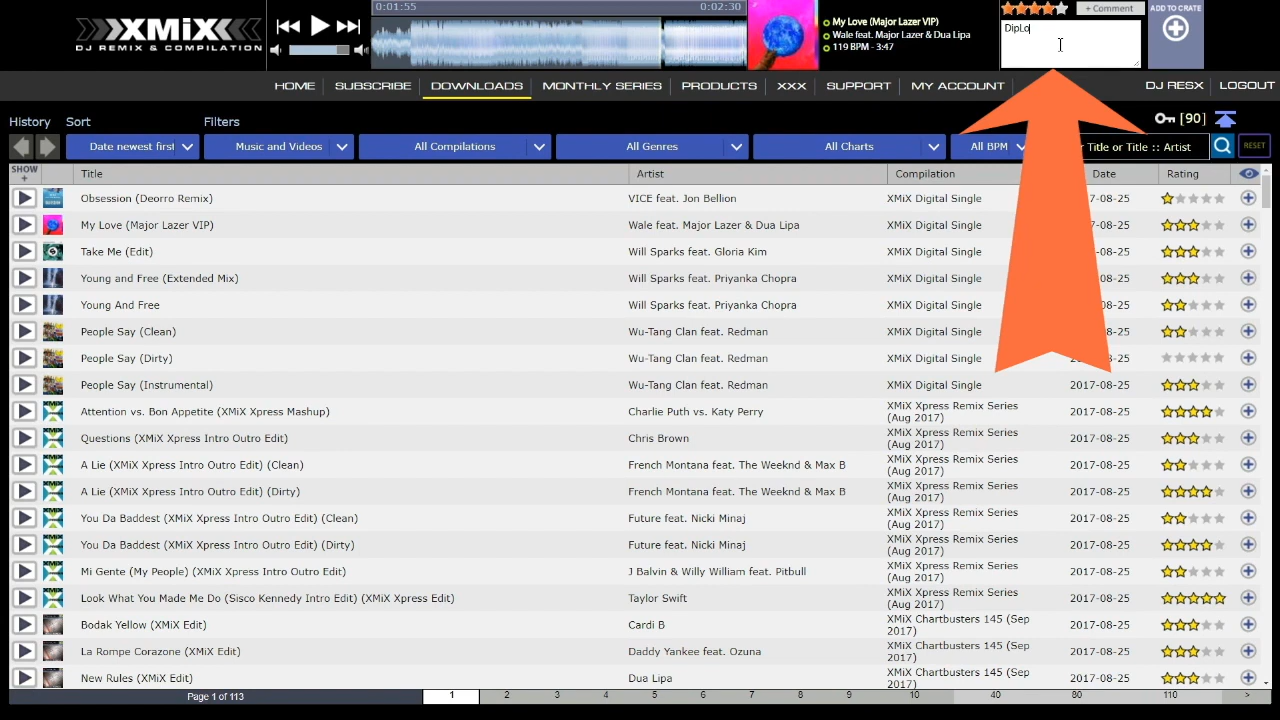 XMiX
DJ REMIX & COMPILATION
0:01:55
0:02:30
My Love (Major Lazer VIP)
Wale feat. Major Lazer & Dua Lipa
119 BPM - 3:47
+ Comment
DipLo
ADD TO CRATE
HOME
SUBSCRIBE
DOWNLOADS
MONTHLY SERIES
PRODUCTS
XXX
SUPPORT
MY ACCOUNT
DJ RESX
LOGOUT
History
Sort
Filters
[90]
Date newest first
Music and Videos
All Compilations
All Genres
All Charts
All BPM
Title or Title :: Artist
RESET
SHOW
+
Title
Artist
Compilation
Date
Rating
Obsession (Deorro Remix)
VICE feat. Jon Bellion
XMiX Digital Single
7-08-25
My Love (Major Lazer VIP)
Wale feat. Major Lazer & Dua Lipa
XMiX Digital Single
7-08-25
Take Me (Edit)
Will Sparks feat. Gloria Kim
XMiX Digital Single
7-08-25
Young and Free (Extended Mix)
Will Sparks feat. Priyanka Chopra
XMiX Digital Single
-08-25
Young And Free
Will Sparks feat. Priyanka Chopra
XMiX Digital Single
-08-25
People Say (Clean)
Wu-Tang Clan feat. Redman
XMiX Digital Single
-08-25
People Say (Dirty)
Wu-Tang Clan feat. Redman
XMiX Digital Single
People Say (Instrumental)
Wu-Tang Clan feat. Redman
XMiX Digital Single
2017-08-25
Attention vs. Bon Appetite (XMiX Xpress Mashup)
Charlie Puth vs. Katy Perry
XMiX Xpress Remix Series
(Aug 2017)
2017-08-25
Questions (XMiX Xpress Intro Outro Edit)
Chris Brown
XMiX Xpress Remix Series
(Aug 2017)
2017-08-25
A Lie (XMiX Xpress Intro Outro Edit) (Clean)
French Montana feat. The Weeknd & Max B
XMiX Xpress Remix Series
(Aug 2017)
2017-08-25
A Lie (XMiX Xpress Intro Outro Edit) (Dirty)
French Montana feat. The Weeknd & Max B
XMiX Xpress Remix Series
(Aug 2017)
2017-08-25
You Da Baddest (XMiX Xpress Intro Outro Edit) (Clean)
Future feat. Nicki Minaj
XMiX Xpress Remix Series
(Aug 2017)
2017-08-25
You Da Baddest (XMiX Xpress Intro Outro Edit) (Dirty)
Future feat. Nicki Minaj
XMiX Xpress Remix Series
(Aug 2017)
2017-08-25
Mi Gente (My People) (XMiX Xpress Intro Outro Edit)
J Balvin & Willy William feat. Pitbull
XMiX Xpress Remix Series
(Aug 2017)
2017-08-25
Look What You Made Me Do (Sisco Kennedy Intro Edit) (XMiX Xpress Edit)
Taylor Swift
XMiX Xpress Remix Series
(Aug 2017)
2017-08-25
Bodak Yellow (XMiX Edit)
Cardi B
XMiX Chartbusters 145 (Sep
2017)
2017-08-25
La Rompe Corazone (XMiX Edit)
Daddy Yankee feat. Ozuna
XMiX Chartbusters 145 (Sep
2017)
2017-08-25
New Rules (XMiX Edit)
Dua Lipa
XMiX Chartbusters 145 (Sep
2017)
2017-08-25
Page 1 of 113
1
2
3
4
5
6
7
8
9
10
40
80
110
>